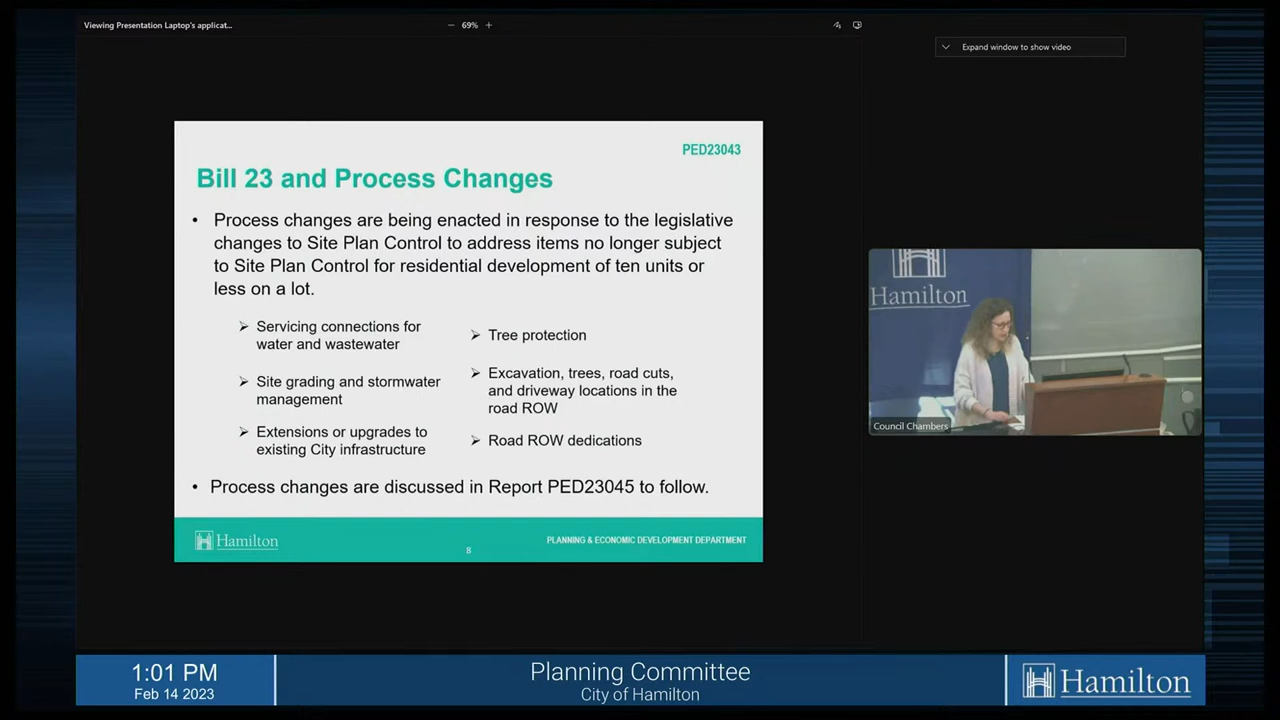 Viewing Presentation Laptop's applicat...
69%
Expand window to show video
PED23043
Bill 23 and Process Changes
• Process changes are being enacted in response to the legislative
changes to Site Plan Control to address items no longer subject
to Site Plan Control for residential development of ten units or
less on a lot.
Servicing connections for
water and wastewater
Site grading and stormwater
management
Extensions or upgrades to
existing City infrastructure
Tree protection
Excavation, trees, road cuts,
and driveway locations in the
road ROW
Road ROW dedications
• Process changes are discussed in Report PED23045 to follow.
Hamilton
8
PLANNING & ECONOMIC DEVELOPMENT DEPARTMENT
Hamilton
Council Chambers
1:01 PM
Feb 14 2023
Planning Committee
City of Hamilton
Hamilton